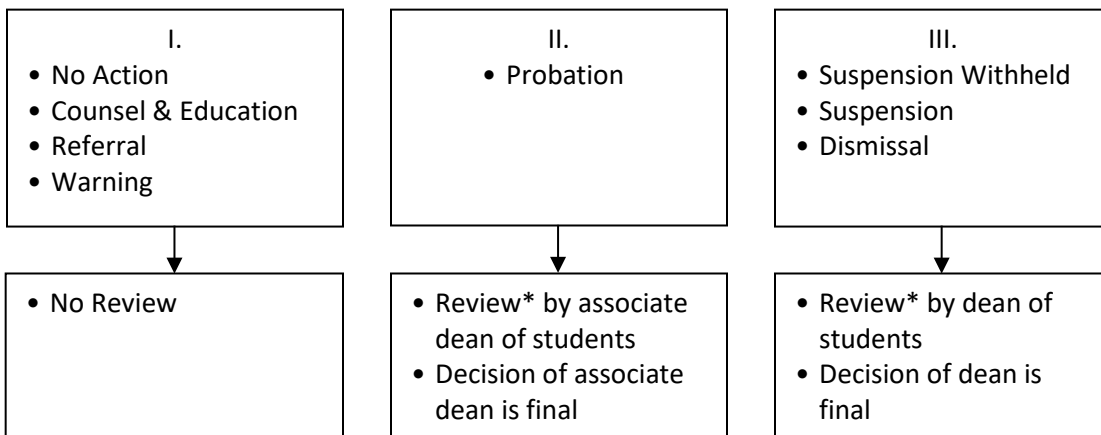 I.
• No Action
• Counsel & Education
• Referral
• Warning
II.
• Probation
III.
• Suspension Withheld
• Suspension
• Dismissal
• No Review
• Review* by associate
dean of students
• Decision of associate
dean is final
• Review* by dean of
students
• Decision of dean is
final